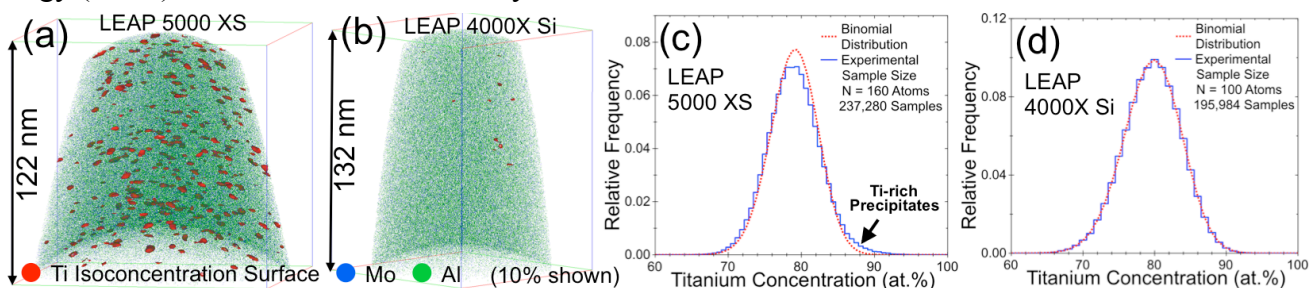 (a)
LEAP 5000 XS
122 nm
Ti Isoconcentration Surface
(b)
LEAP 4000X Si
132 nm
Mo
Al
(10% shown)
(c)
LEAP
5000 XS
Binomial
Distribution
Experimental
Sample Size
N = 160 Atoms
237,280 Samples
Ti-rich
Precipitates
Relative Frequency
0.08
0.06
0.04
0.02
0.00
60 70 80 90 100
Titanium Concentration (at.%)
(d)
LEAP
4000X Si
Binomial
Distribution
Experimental
Sample Size
N = 100 Atoms
195,984 Samples
Relative Frequency
0.12
0.09
0.06
0.03
0.00
60 70 80 90 100
Titanium Concentration (at.%)